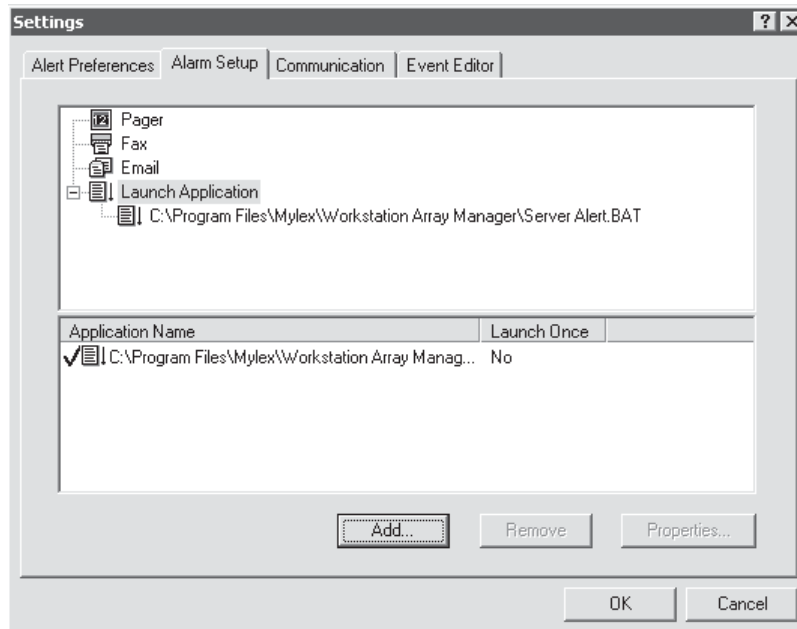 Settings
Alert Preferences Alarm Setup Communication Event Editor
Pager
Fax
Email
Launch Application
C:\Program Files\Mylex\Workstation Array Manager\Server Alert.BAT
Application Name Launch Once
C:\Program Files\Mylex\Workstation Array Manag... No
Add... Remove Properties...
OK Cancel